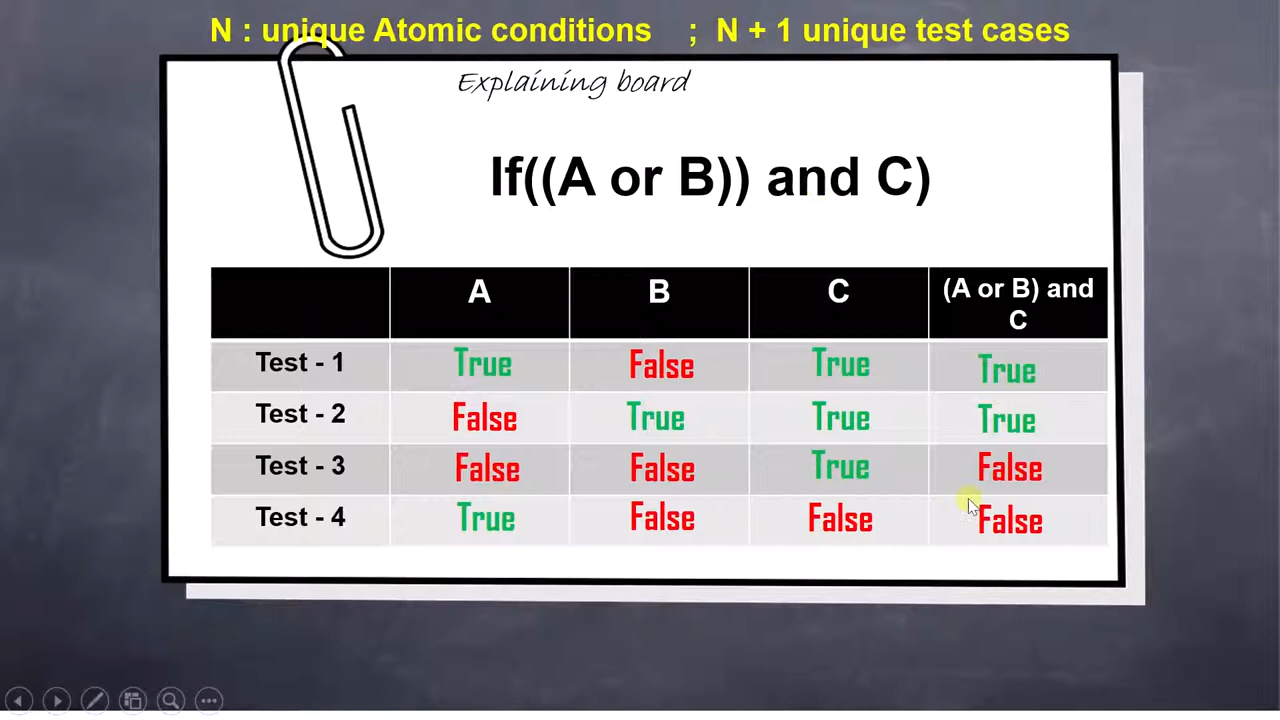 N : unique Atomic conditions ; N + 1 unique test cases
Explaining board
If((A or B)) and C)
A B C (A or B) and
C
Test - 1 True False True True
Test - 2 False True True True
Test - 3 False False True False
Test - 4 True False False False